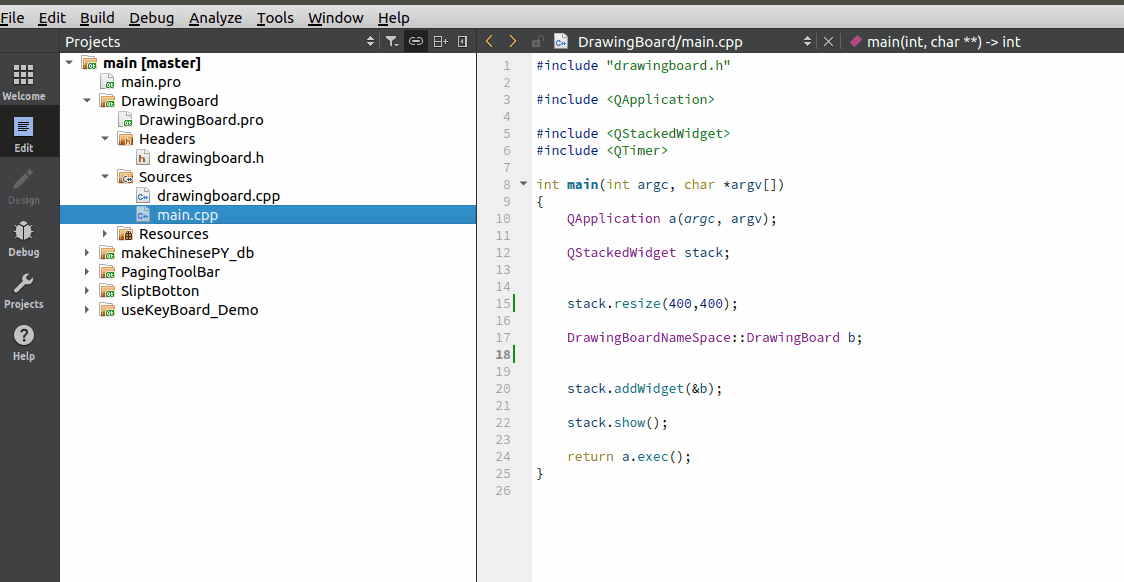 File Edit Build Debug Analyze Tools Window Help
Projects
DrawingBoard/main.cpp
main(int, char **) -> int
Welcome
Edit
Design
Debug
Projects
Help
main [master]
main.pro
DrawingBoard
DrawingBoard.pro
Headers
drawingboard.h
Sources
drawingboard.cpp
main.cpp
Resources
makeChinesePY_db
PagingToolBar
SliptBotton
useKeyBoard_Demo
1 #include "drawingboard.h"
2
3 #include <QApplication>
4
5 #include <QStackedWidget>
6 #include <QTimer>
7
8 int main(int argc, char *argv[])
9 {
10 QApplication a(argc, argv);
11
12 QStackedWidget stack;
13
14
15 stack.resize(400,400);
16
17 DrawingBoardNameSpace::DrawingBoard b;
18
19
20 stack.addWidget(&b);
21
22 stack.show();
23
24 return a.exec();
25 }
26